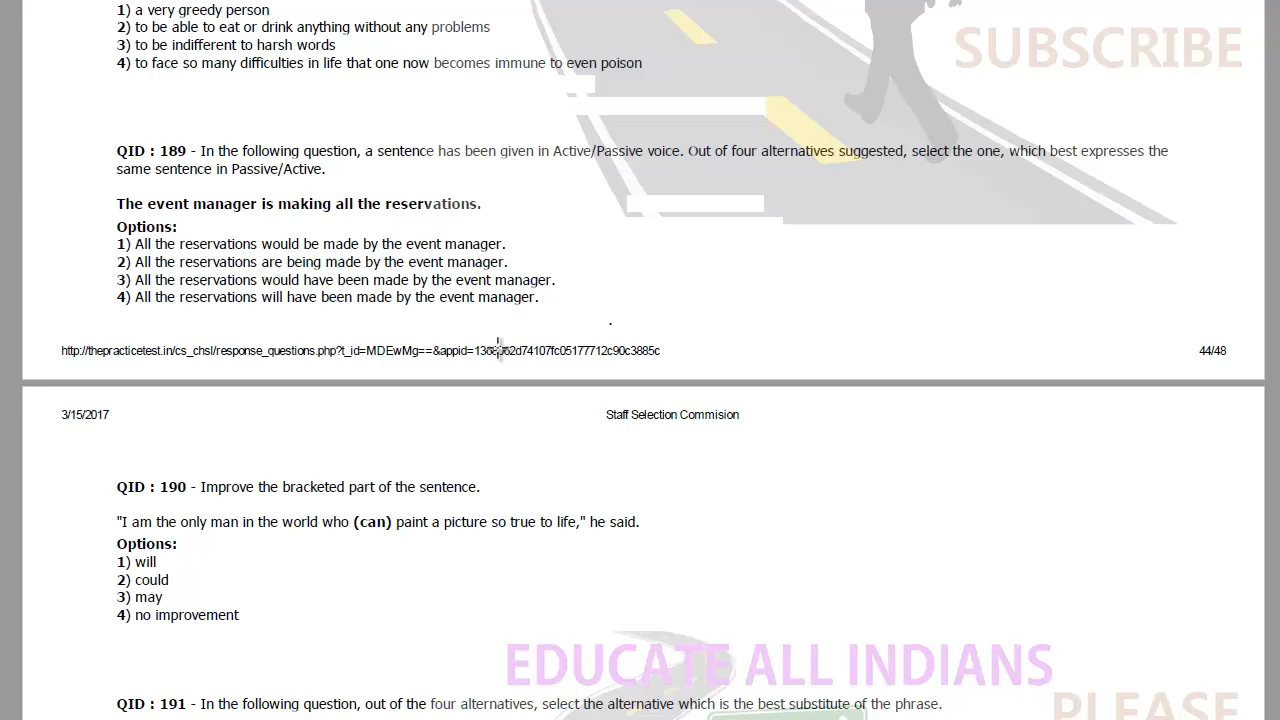 1) a very greedy person
2) to be able to eat or drink anything without any problems
3) to be indifferent to harsh words
4) to face so many difficulties in life that one now becomes immune to even poison
SUBSCRIBE
QID : 189 - In the following question, a sentence has been given in Active/Passive voice. Out of four alternatives suggested, select the one, which best expresses the
same sentence in Passive/Active.
The event manager is making all the reservations.
Options:
1) All the reservations would be made by the event manager.
2) All the reservations are being made by the event manager.
3) All the reservations would have been made by the event manager.
4) All the reservations will have been made by the event manager.
44/48
3/15/2017
Staff Selection Commision
QID : 190 - Improve the bracketed part of the sentence.
"I am the only man in the world who (can) paint a picture so true to life," he said.
Options:
1) will
2) could
3) may
4) no improvement
EDUCATE ALL INDIANS
PLEASE
QID : 191 - In the following question, out of the four alternatives, select the alternative which is the best substitute of the phrase.